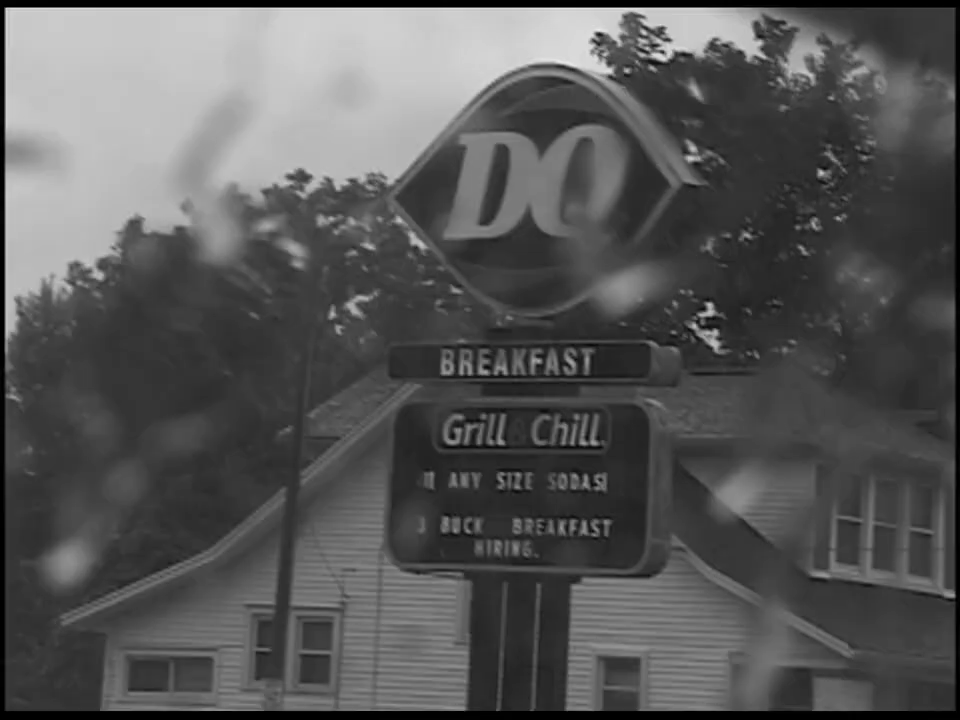 DQ
BREAKFAST
Grill & Chill
ANY SIZE SODAS
BUCK BREAKFAST
HIRING.